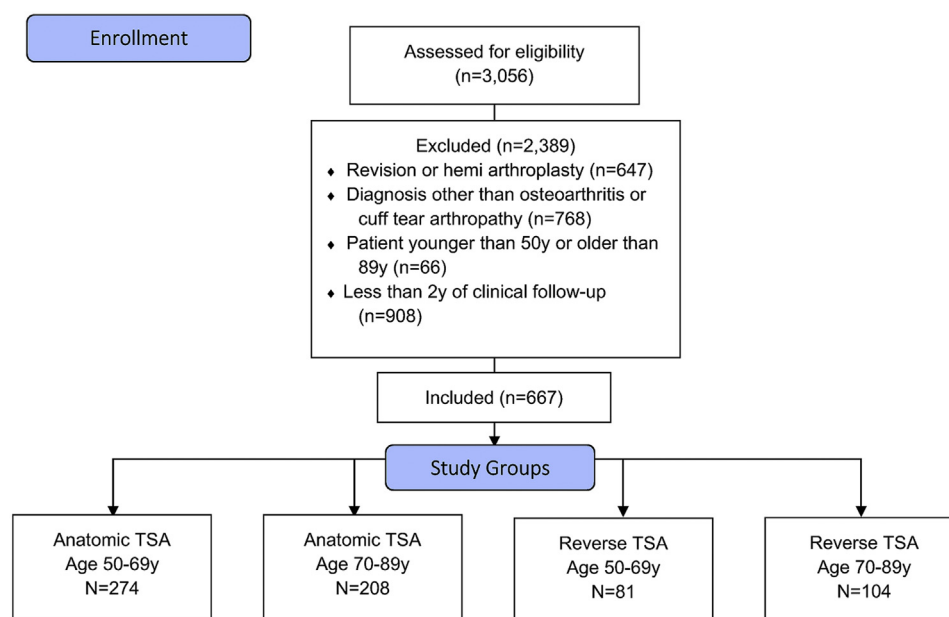 Enrollment
Assessed for eligibility
(n=3,056)
Excluded (n=2,389)
♦ Revision or hemi arthroplasty (n=647)
♦ Diagnosis other than osteoarthritis or
cuff tear arthropathy (n=768)
♦ Patient younger than 50y or older than
89y (n=66)
♦ Less than 2y of clinical follow-up
(n=908)
Included (n=667)
Study Groups
Anatomic TSA
Age 50-69y
N=274
Anatomic TSA
Age 70-89y
N=208
Reverse TSA
Age 50-69y
N=81
Reverse TSA
Age 70-89y
N=104